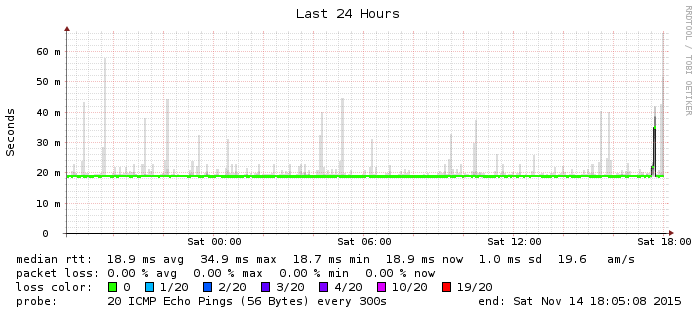 Last 24 Hours
RRDTOOL / TOBI OETIKER
Seconds
60 m
50 m
40 m
30 m
20 m
10 m
0
Sat 00:00 Sat 06:00 Sat 12:00 Sat 18:00
median rtt: 18.9 ms avg 34.9 ms max 18.7 ms min 18.9 ms now 1.0 ms sd 19.6 am/s
packet loss: 0.00 % avg 0.00 % max 0.00 % min 0.00 % now
loss color: 0 1/20 2/20 3/20 4/20 10/20 19/20
probe: 20 ICMP Echo Pings (56 Bytes) every 300s end: Sat Nov 14 18:05:08 2015